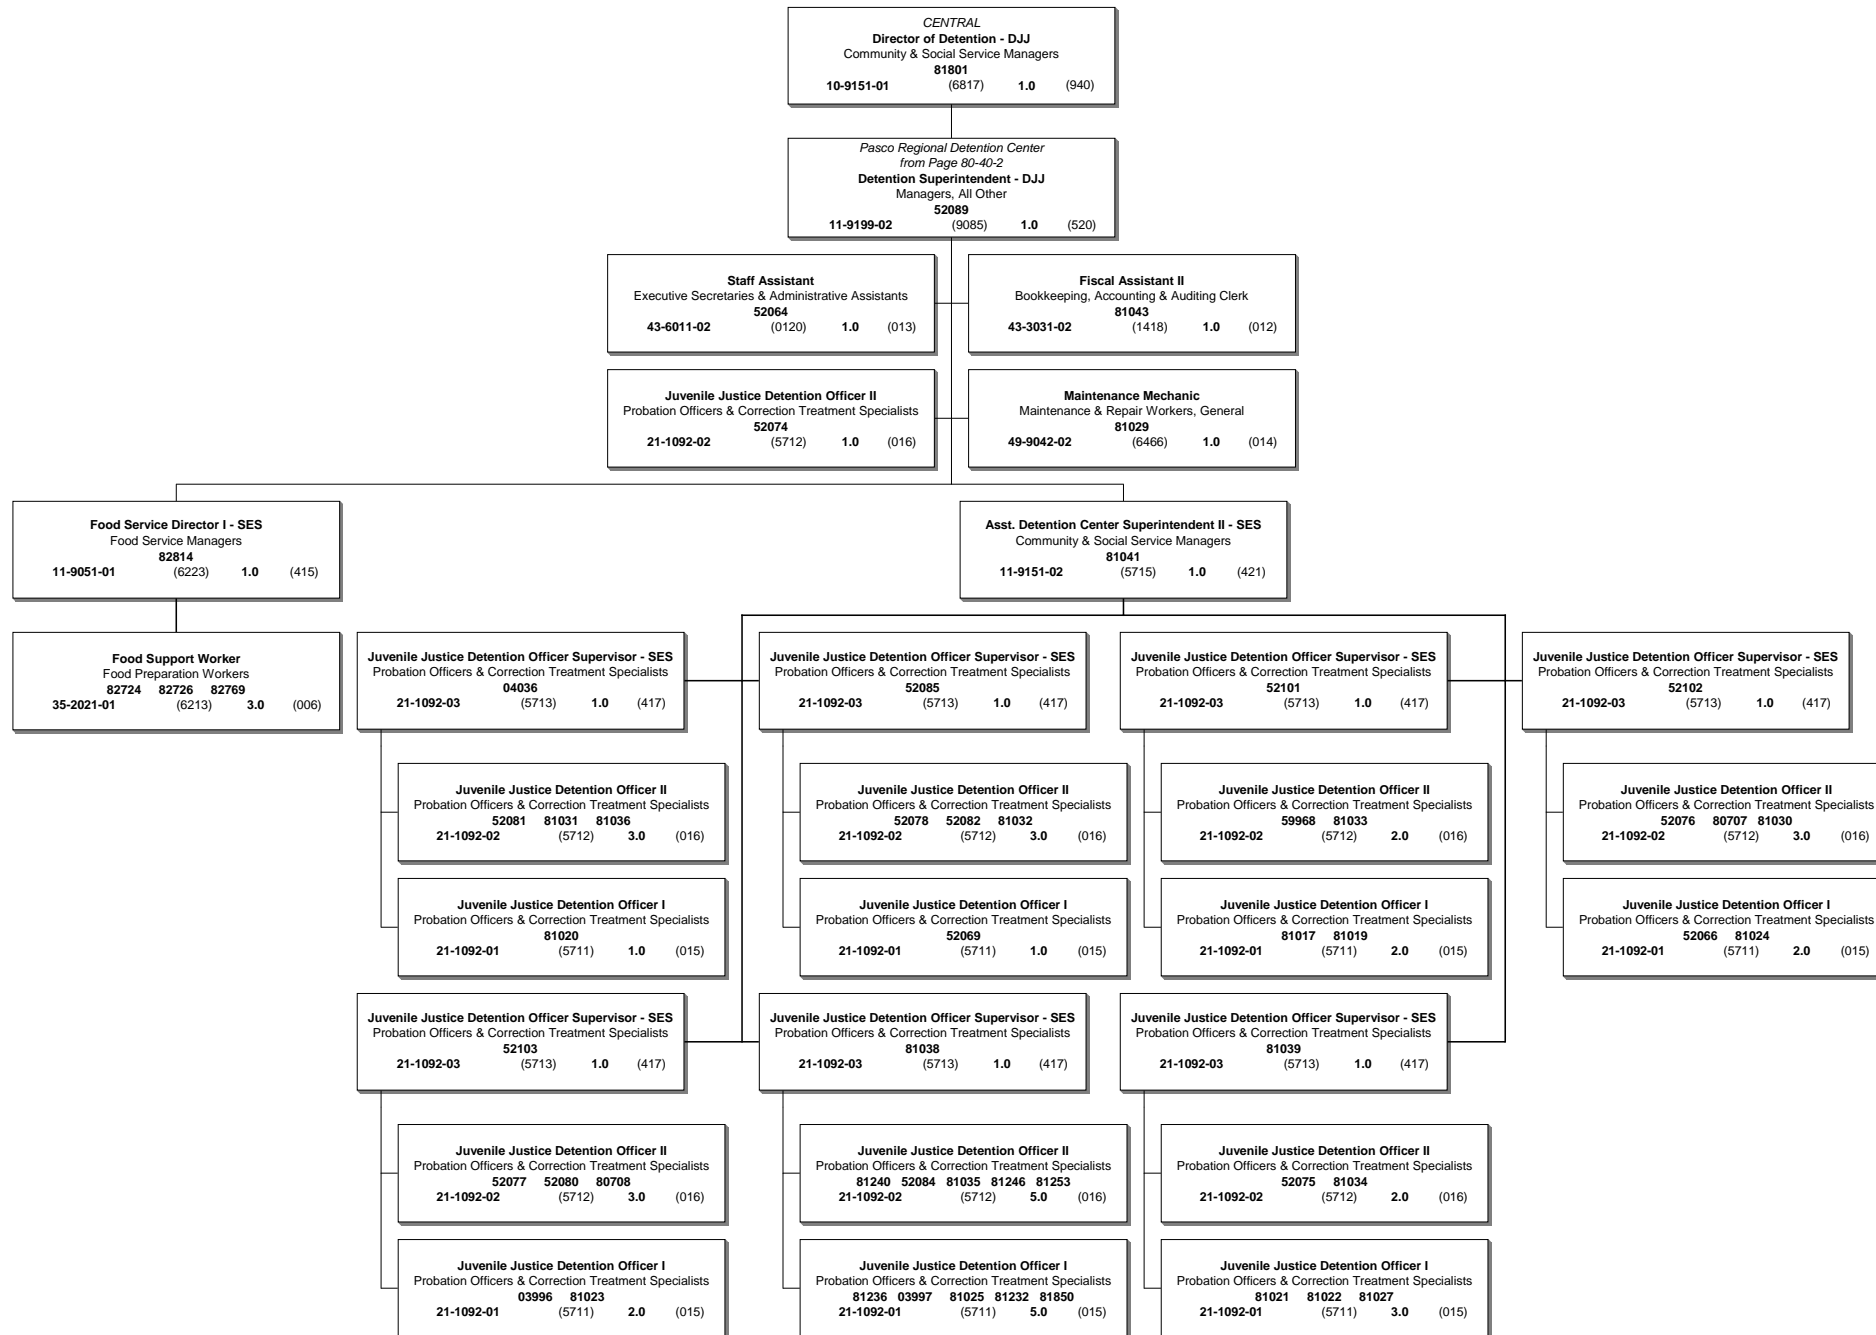 CENTRAL
Director of Detention - DJJ
Community & Social Service Managers
81801
10-9151-01 (6817) 1.0 (940)
Pasco Regional Detention Center
from Page 80-40-2
Detention Superintendent - DJJ
Managers, All Other
52089
11-9199-02 (9085) 1.0 (520)
Staff Assistant
Executive Secretaries & Administrative Assistants
52064
43-6011-02 (0120) 1.0 (013)
Fiscal Assistant II
Bookkeeping, Accounting & Auditing Clerk
81043
43-3031-02 (1418) 1.0 (012)
Juvenile Justice Detention Officer II
Probation Officers & Correction Treatment Specialists
52074
21-1092-02 (5712) 1.0 (016)
Maintenance Mechanic
Maintenance & Repair Workers, General
81029
49-9042-02 (6466) 1.0 (014)
Food Service Director I - SES
Food Service Managers
82814
11-9051-01 (6223) 1.0 (415)
Asst. Detention Center Superintendent II - SES
Community & Social Service Managers
81041
11-9151-02 (5715) 1.0 (421)
Food Support Worker
Food Preparation Workers
82724 82726 82769
35-2021-01 (6213) 3.0 (006)
Juvenile Justice Detention Officer Supervisor - SES
Probation Officers & Correction Treatment Specialists
04036
21-1092-03 (5713) 1.0 (417)
Juvenile Justice Detention Officer Supervisor - SES
Probation Officers & Correction Treatment Specialists
52085
21-1092-03 (5713) 1.0 (417)
Juvenile Justice Detention Officer Supervisor - SES
Probation Officers & Correction Treatment Specialists
52101
21-1092-03 (5713) 1.0 (417)
Juvenile Justice Detention Officer Supervisor - SES
Probation Officers & Correction Treatment Specialists
52102
21-1092-03 (5713) 1.0 (417)
Juvenile Justice Detention Officer II
Probation Officers & Correction Treatment Specialists
52081 81031 81036
21-1092-02 (5712) 3.0 (016)
Juvenile Justice Detention Officer II
Probation Officers & Correction Treatment Specialists
52078 52082 81032
21-1092-02 (5712) 3.0 (016)
Juvenile Justice Detention Officer II
Probation Officers & Correction Treatment Specialists
59968 81033
21-1092-02 (5712) 2.0 (016)
Juvenile Justice Detention Officer II
Probation Officers & Correction Treatment Specialists
52076 80707 81030
21-1092-02 (5712) 3.0 (016)
Juvenile Justice Detention Officer I
Probation Officers & Correction Treatment Specialists
81020
21-1092-01 (5711) 1.0 (015)
Juvenile Justice Detention Officer I
Probation Officers & Correction Treatment Specialists
52069
21-1092-01 (5711) 1.0 (015)
Juvenile Justice Detention Officer I
Probation Officers & Correction Treatment Specialists
81017 81019
21-1092-01 (5711) 2.0 (015)
Juvenile Justice Detention Officer I
Probation Officers & Correction Treatment Specialists
52066 81024
21-1092-01 (5711) 2.0 (015)
Juvenile Justice Detention Officer Supervisor - SES
Probation Officers & Correction Treatment Specialists
52103
21-1092-03 (5713) 1.0 (417)
Juvenile Justice Detention Officer Supervisor - SES
Probation Officers & Correction Treatment Specialists
81038
21-1092-03 (5713) 1.0 (417)
Juvenile Justice Detention Officer Supervisor - SES
Probation Officers & Correction Treatment Specialists
81039
21-1092-03 (5713) 1.0 (417)
Juvenile Justice Detention Officer II
Probation Officers & Correction Treatment Specialists
52077 52080 80708
21-1092-02 (5712) 3.0 (016)
Juvenile Justice Detention Officer II
Probation Officers & Correction Treatment Specialists
81240 52084 81035 81246 81253
21-1092-02 (5712) 5.0 (016)
Juvenile Justice Detention Officer II
Probation Officers & Correction Treatment Specialists
52075 81034
21-1092-02 (5712) 2.0 (016)
Juvenile Justice Detention Officer I
Probation Officers & Correction Treatment Specialists
03996 81023
21-1092-01 (5711) 2.0 (015)
Juvenile Justice Detention Officer I
Probation Officers & Correction Treatment Specialists
81236 03997 81025 81232 81850
21-1092-01 (5711) 5.0 (015)
Juvenile Justice Detention Officer I
Probation Officers & Correction Treatment Specialists
81021 81022 81027
21-1092-01 (5711) 3.0 (015)